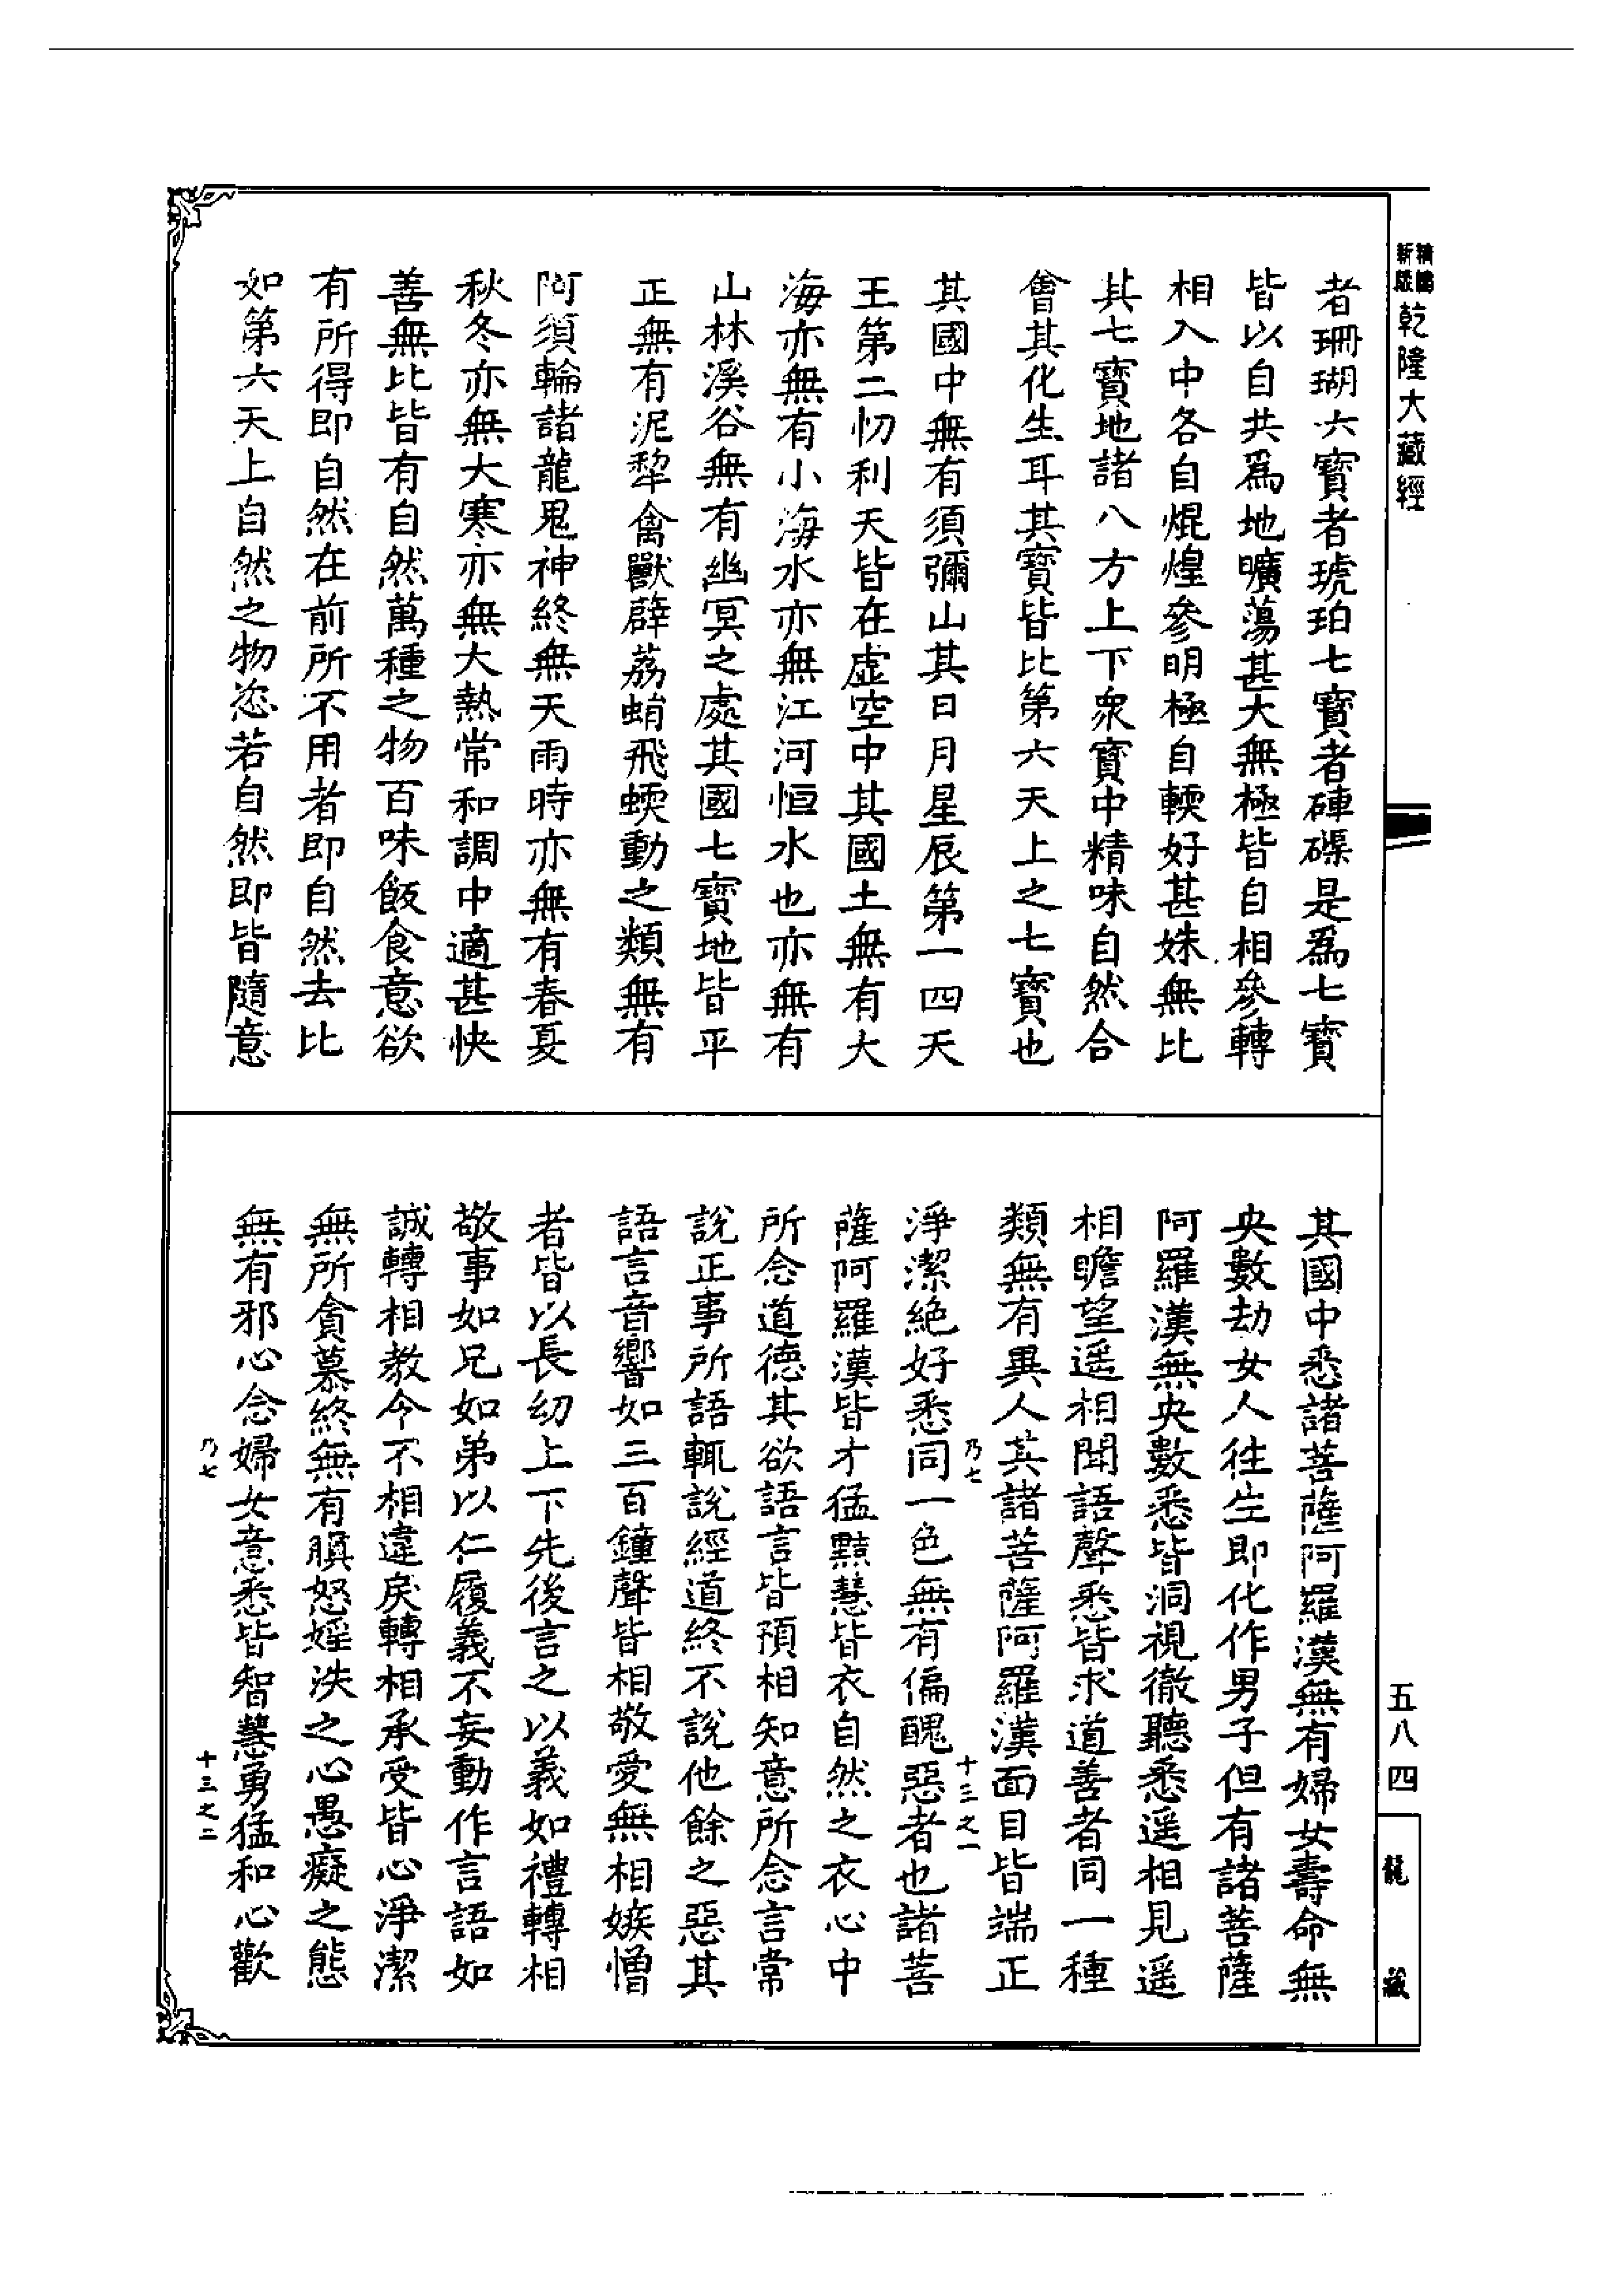 乾隆大藏經
者珊瑚六寶者琥珀七寶者硨磲是爲七寶
皆以自共爲地曠蕩甚大無極皆自相參轉
相入中各自焜煌參明極自輭好甚姝無比
其七寶地諸八方上下衆寶中精味自然合
會其化生耳其寶皆比第六天上之七寶也
其國中無有須彌山其日月星辰第一四天
王第二忉利天皆在虛空中其國土無有大
海亦無有小海水亦無江河恒水也亦無有
山林溪谷無有幽冥之處其國七寶地皆平
正無有泥犂禽獸薜荔蜎飛蝡動之類無有
阿須輪諸龍鬼神終無天雨時亦無有春夏
秋冬亦無大寒亦無大熱常和調中適甚快
善無比皆有自然萬種之物百味飯食意欲
有所得即自然在前所不用者即自然去比
如第六天上自然之物恣若自然即皆隨意
其國中悉諸菩薩阿羅漢無有婦女壽命無
央數劫女人往生即化作男子但有諸菩薩
阿羅漢無央數悉皆洞視徹聽悉遥相見遥
相瞻望遥相聞語聲悉皆求道善者同一種
類無有異人其諸菩薩阿羅漢面目皆端正
乃七 十三之一
淨潔絶好悉同一色無有偏醜惡者也諸菩
薩阿羅漢皆才猛黠慧皆衣自然之衣心中
所念道德其欲語言皆預相知意所念言常
說正事所語輒說經道終不說他餘之惡其
語言音響如三百鐘聲皆相敬愛無相嫉憎
者皆以長幼上下先後言之以義如禮轉相
敬事如兄如弟以仁履義不妄動作言語如
誠轉相教令不相違戾轉相承受皆心淨潔
無所貪慕終無有瞋怒婬泆之心愚癡之態
無有邪心念婦女意悉皆智慧勇猛和心歡
乃七 十三之二
五八四
龍藏